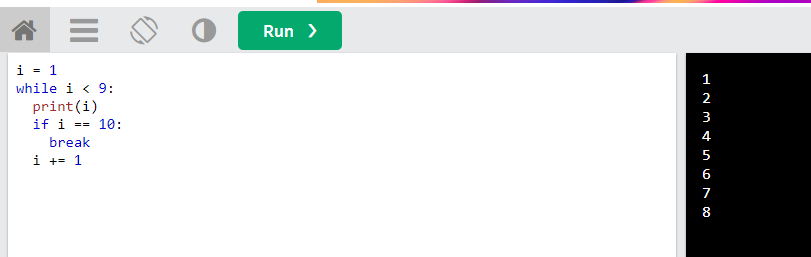 Run ❯
i = 1
while i < 9:
  print(i)
  if i == 10:
    break
  i += 1
1
2
3
4
5
6
7
8